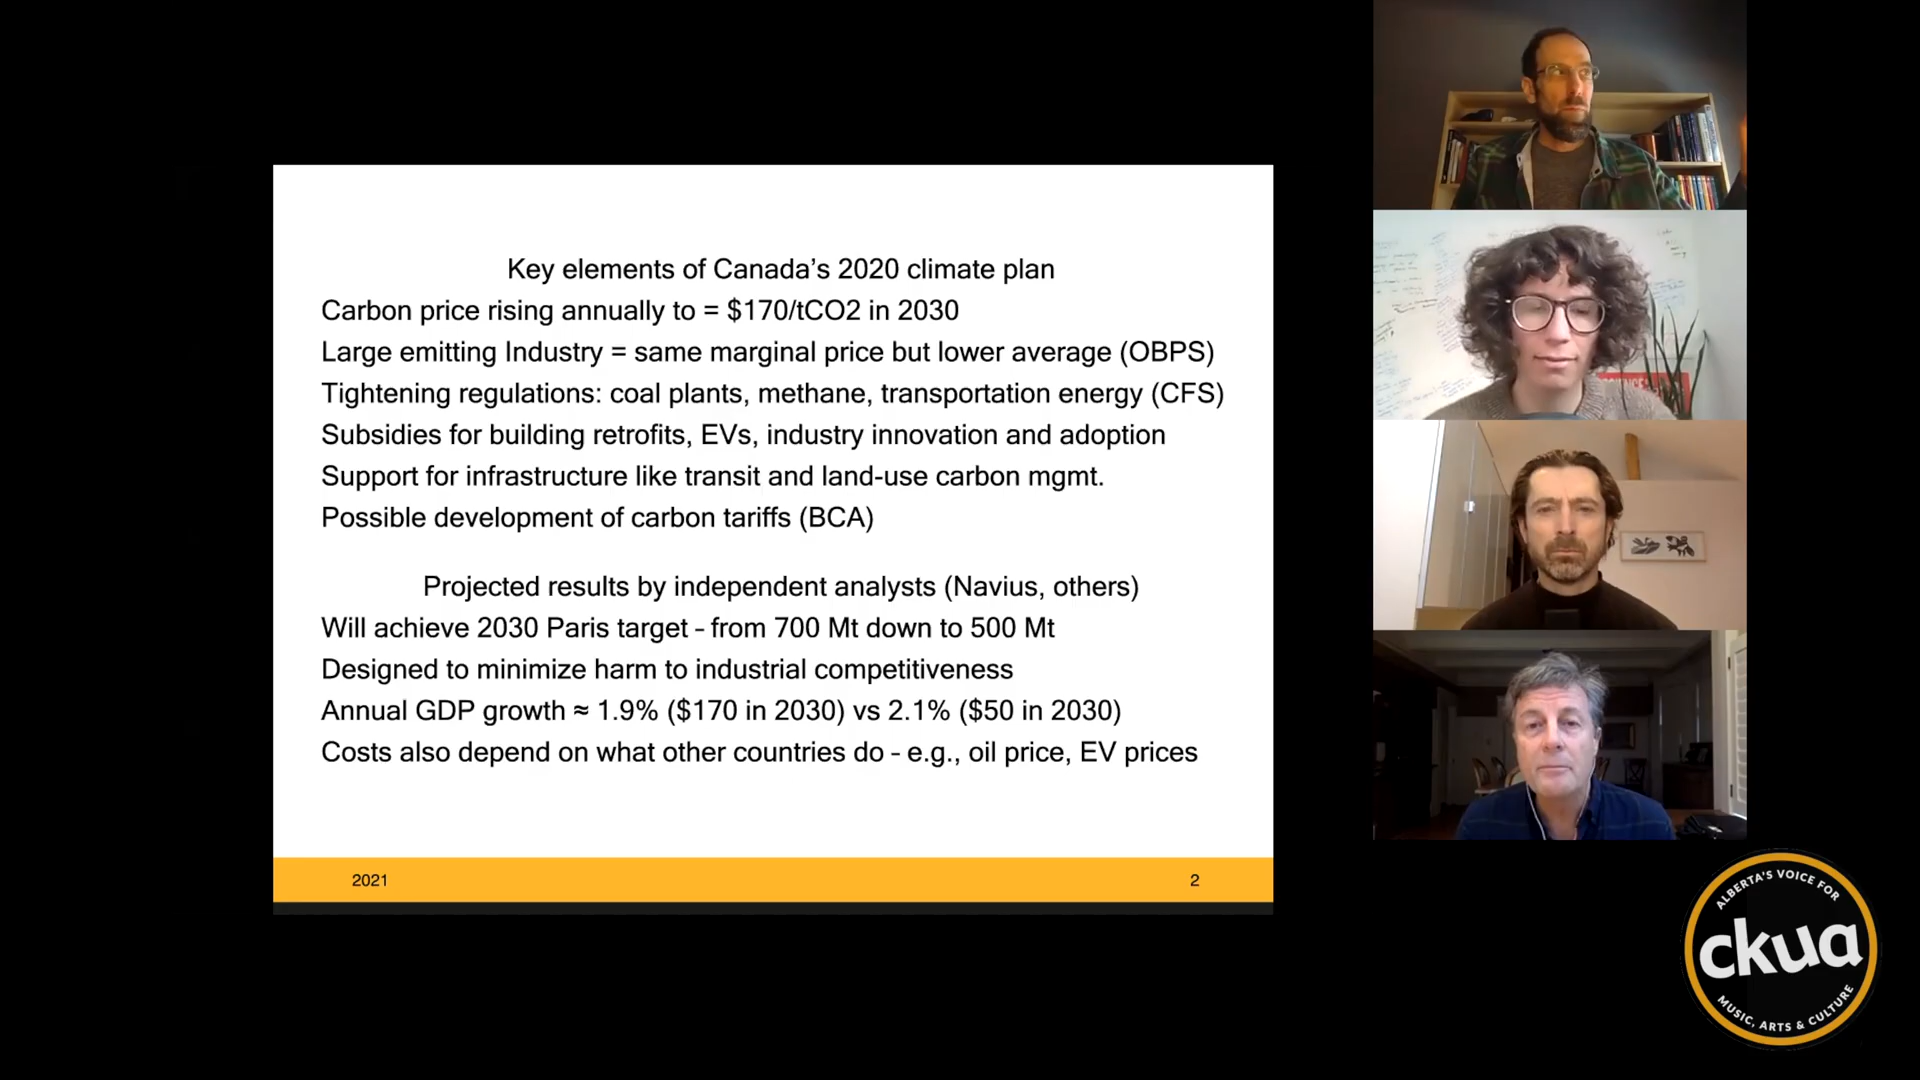 Key elements of Canada’s 2020 climate plan
Carbon price rising annually to = $170/tCO2 in 2030
Large emitting Industry = same marginal price but lower average (OBPS)
Tightening regulations: coal plants, methane, transportation energy (CFS)
Subsidies for building retrofits, EVs, industry innovation and adoption
Support for infrastructure like transit and land-use carbon mgmt.
Possible development of carbon tariffs (BCA)
Projected results by independent analysts (Navius, others)
Will achieve 2030 Paris target - from 700 Mt down to 500 Mt
Designed to minimize harm to industrial competitiveness
Annual GDP growth ≈ 1.9% ($170 in 2030) vs 2.1% ($50 in 2030)
Costs also depend on what other countries do - e.g., oil price, EV prices
2021
2
ALBERTA'S VOICE FOR
ckua
MUSIC, ARTS & CULTURE